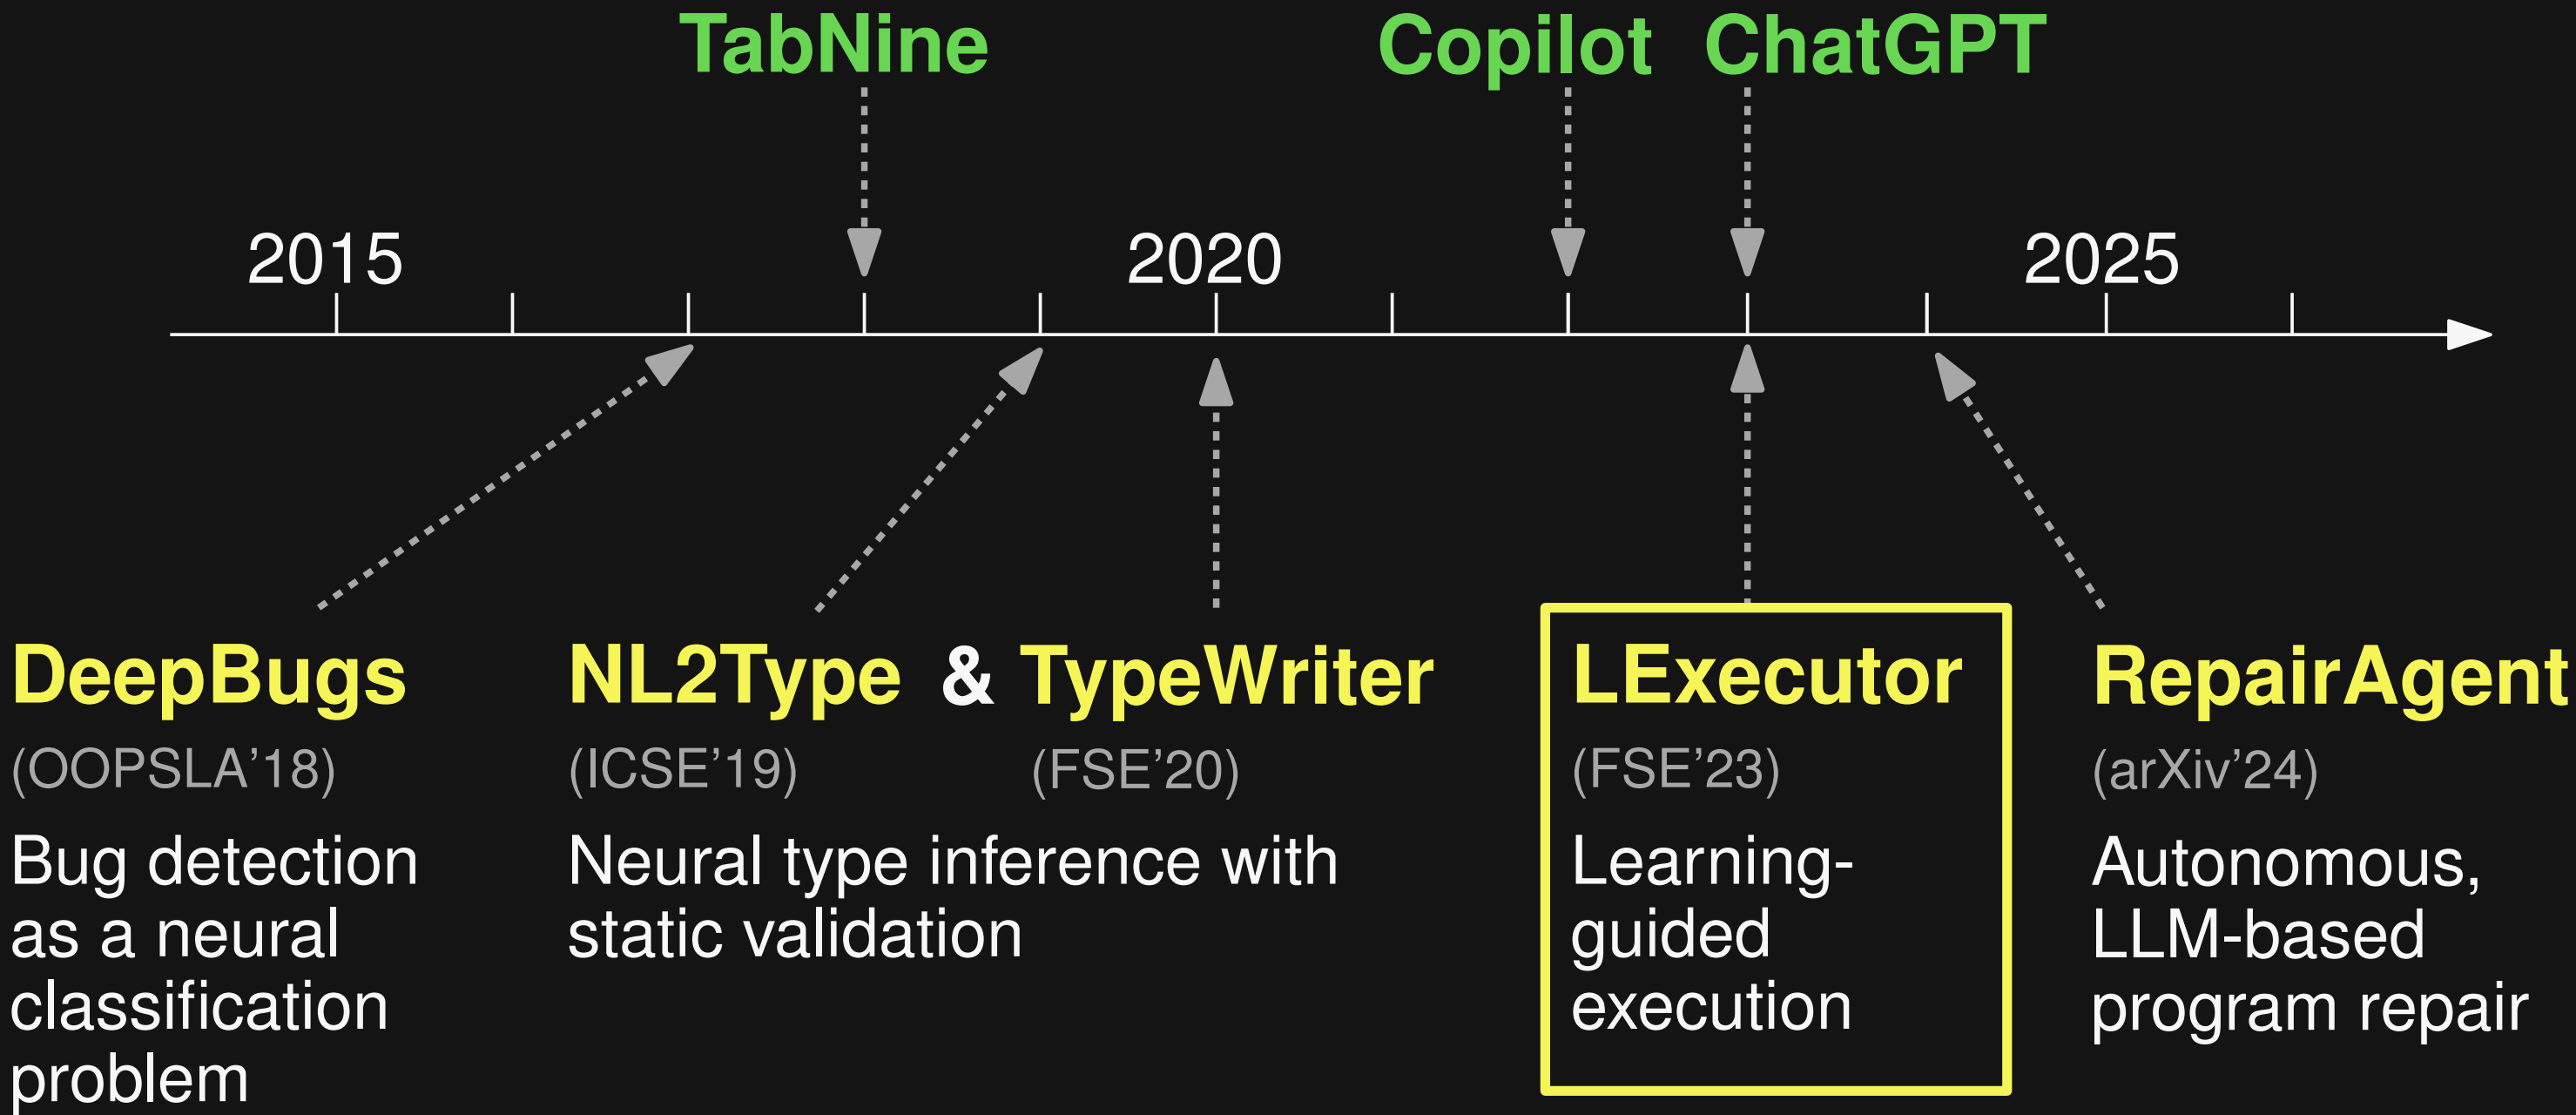 TabNine
Copilot
ChatGPT
2015
2020
2025
DeepBugs
(OOPSLA’18)
Bug detection
as a neural
classification
problem
NL2Type & TypeWriter
(ICSE’19) (FSE’20)
Neural type inference with
static validation
LExecutor
(FSE’23)
Learning-
guided
execution
RepairAgent
(arXiv’24)
Autonomous,
LLM-based
program repair